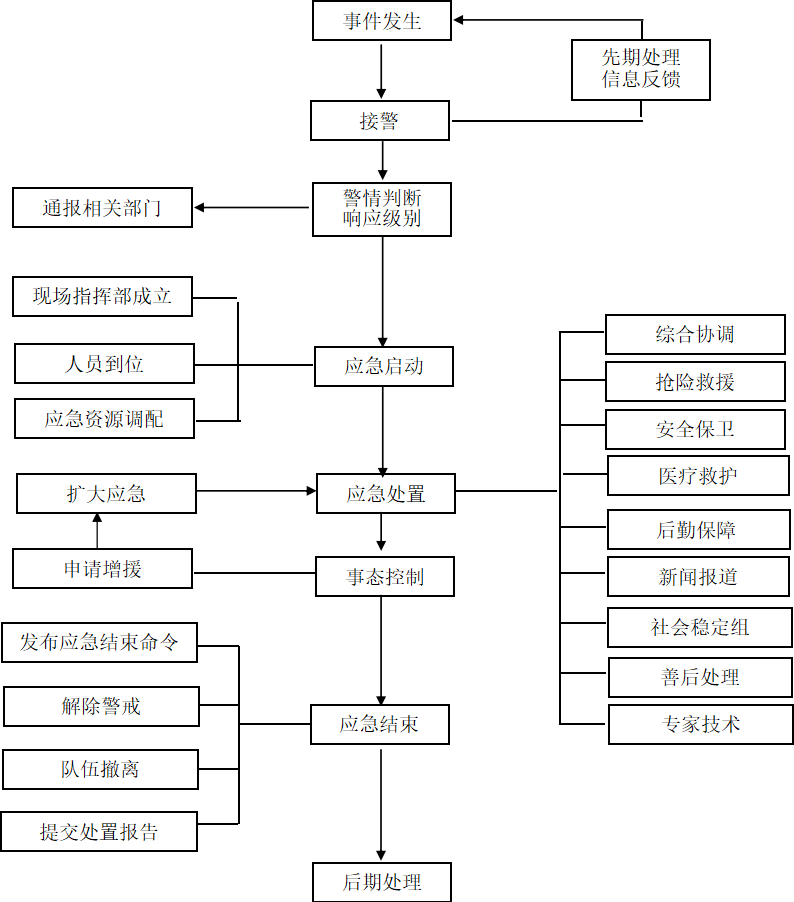 事件发生
先期处理
信息反馈
接警
警情判断
响应级别
通报相关部门
现场指挥部成立
人员到位
应急资源调配
应急启动
综合协调
抢险救援
安全保卫
医疗救护
后勤保障
新闻报道
社会稳定组
善后处理
专家技术
扩大应急
应急处置
申请增援
事态控制
发布应急结束命令
解除警戒
队伍撤离
提交处置报告
应急结束
后期处理